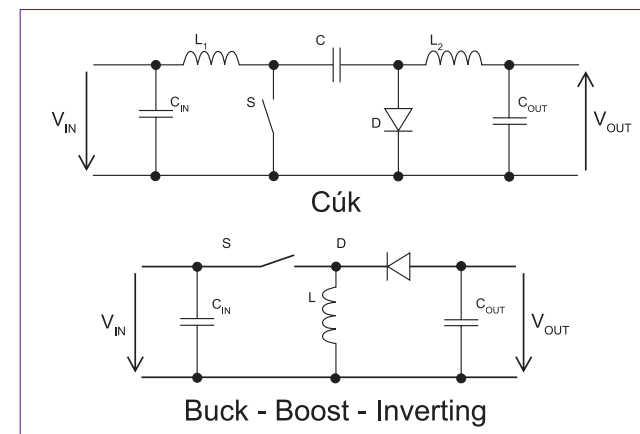 L1 C L2
S
CIN
D
COUT
VIN
VOUT
Cúk
S D
CIN
L
COUT
VIN
VOUT
Buck - Boost - Inverting